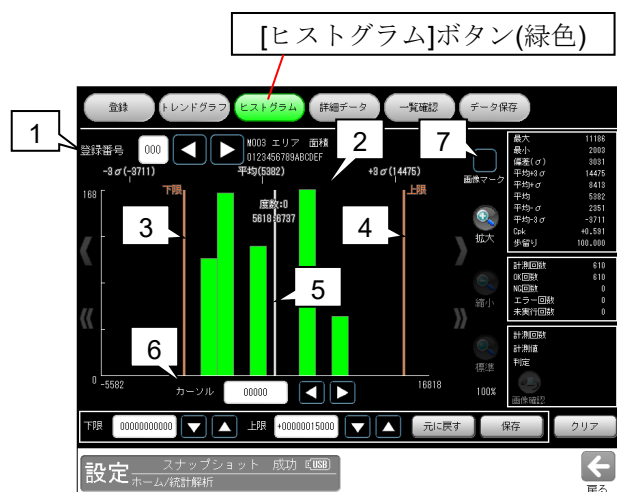 [ヒストグラム]ボタン(緑色)
登録 トレンドグラフ ヒストグラム 詳細データ 一覧確認 データ保存
1
登録番号 000
N003 エリア 面積
0123456789ABCDEF
2
7
画像マーク
-3σ(-3711) 平均(5382) +3σ(14475)
168
下限
上限
度数:0
5618-6737
3
4
5
6
0
-5582
16818
カーソル 00000
拡大
縮小
標準
100%
最大 11186
最小 2003
偏差(σ) 3031
平均+3σ 14475
平均+σ 8413
平均 5382
平均-σ 2351
平均-3σ -3711
Cpk +0.591
歩留り 100.000
計測回数 610
OK回数 610
NG回数 0
エラー回数 0
未実行回数 0
計測回数
計測値
判定
画像確認
下限 00000000000 上限 +00000015000 元に戻す 保存 クリア
設定 スナップショット 成功 USB
ホーム/統計解析
戻る